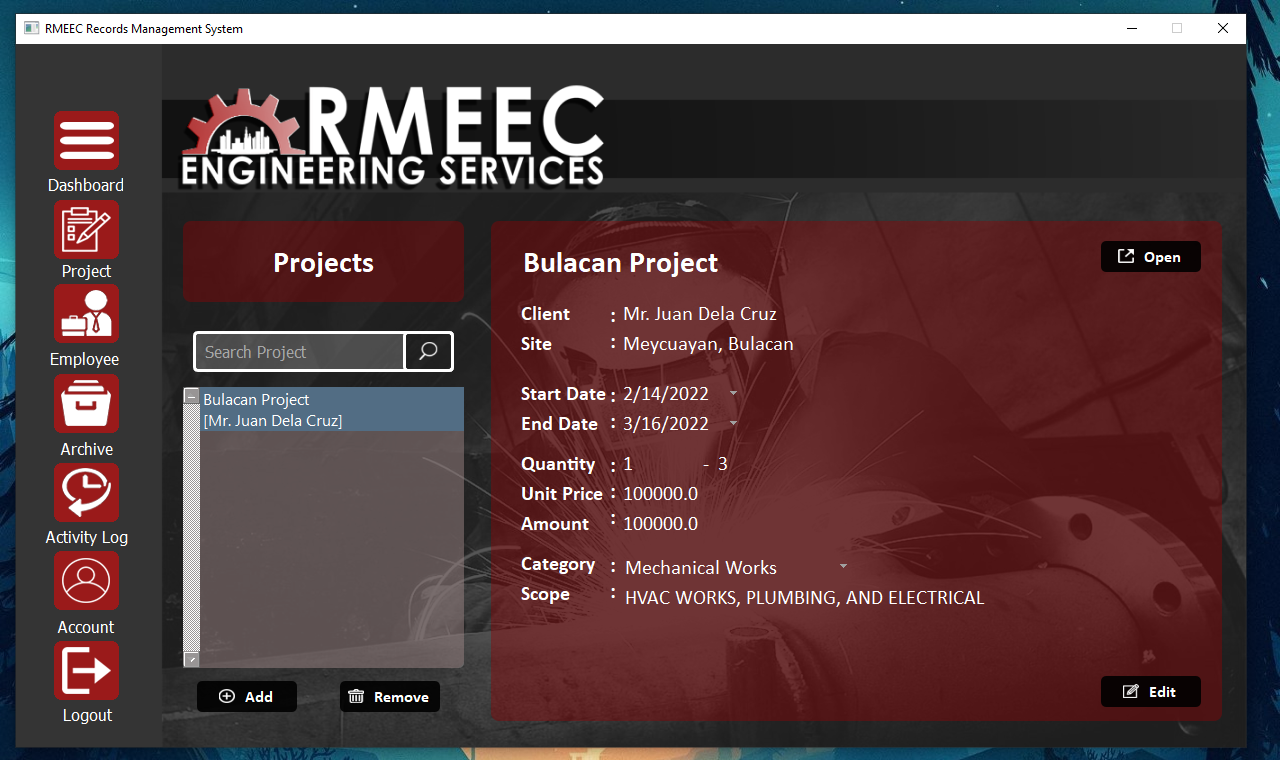 RMEEC Records Management System
RMEEC
ENGINEERING SERVICES
Dashboard
Project
Employee
Archive
Activity Log
Account
Logout
Projects
Search Project
Bulacan Project
[Mr. Juan Dela Cruz]
Add
Remove
Bulacan Project
Open
Client : Mr. Juan Dela Cruz
Site : Meycuayan, Bulacan
Start Date : 2/14/2022
End Date : 3/16/2022
Quantity : 1 - 3
Unit Price : 100000.0
Amount : 100000.0
Category : Mechanical Works
Scope : HVAC WORKS, PLUMBING, AND ELECTRICAL
Edit